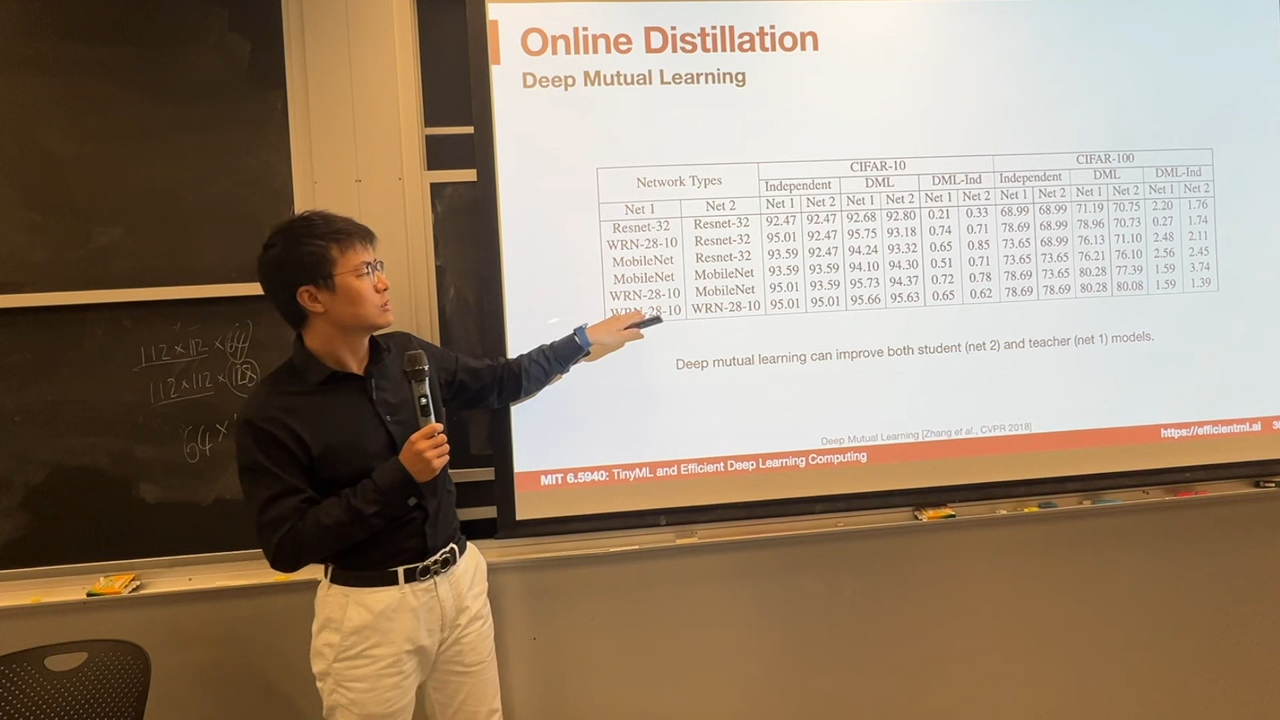 Online Distillation
Deep Mutual Learning
Network Types CIFAR-10 CIFAR-100
Independent DML DML-Ind Independent DML DML-Ind
Net 1 Net 2 Net 1 Net 2 Net 1 Net 2 Net 1 Net 2 Net 1 Net 2 Net 1 Net 2 Net 1 Net 2
Resnet-32 Resnet-32 92.47 92.47 92.68 92.80 0.21 0.33 68.99 68.99 71.19 70.75 2.20 1.76
WRN-28-10 Resnet-32 95.01 92.47 95.75 93.18 0.74 0.71 78.69 68.99 78.96 70.73 0.27 1.74
MobileNet Resnet-32 93.59 92.47 94.24 93.32 0.65 0.85 73.65 68.99 76.13 71.10 2.48 2.11
MobileNet MobileNet 93.59 93.59 94.10 94.30 0.51 0.71 73.65 73.65 76.21 76.10 2.56 2.45
WRN-28-10 MobileNet 95.01 93.59 95.73 94.37 0.72 0.78 78.69 73.65 80.28 77.39 1.59 3.74
WRN-28-10 WRN-28-10 95.01 95.01 95.66 95.63 0.65 0.62 78.69 78.69 80.28 80.08 1.59 1.39
Deep mutual learning can improve both student (net 2) and teacher (net 1) models.
Deep Mutual Learning [Zhang et al., CVPR 2018]
MIT 6.5940: TinyML and Efficient Deep Learning Computing https://efficientml.ai
112×112×64
112×112×128
64×